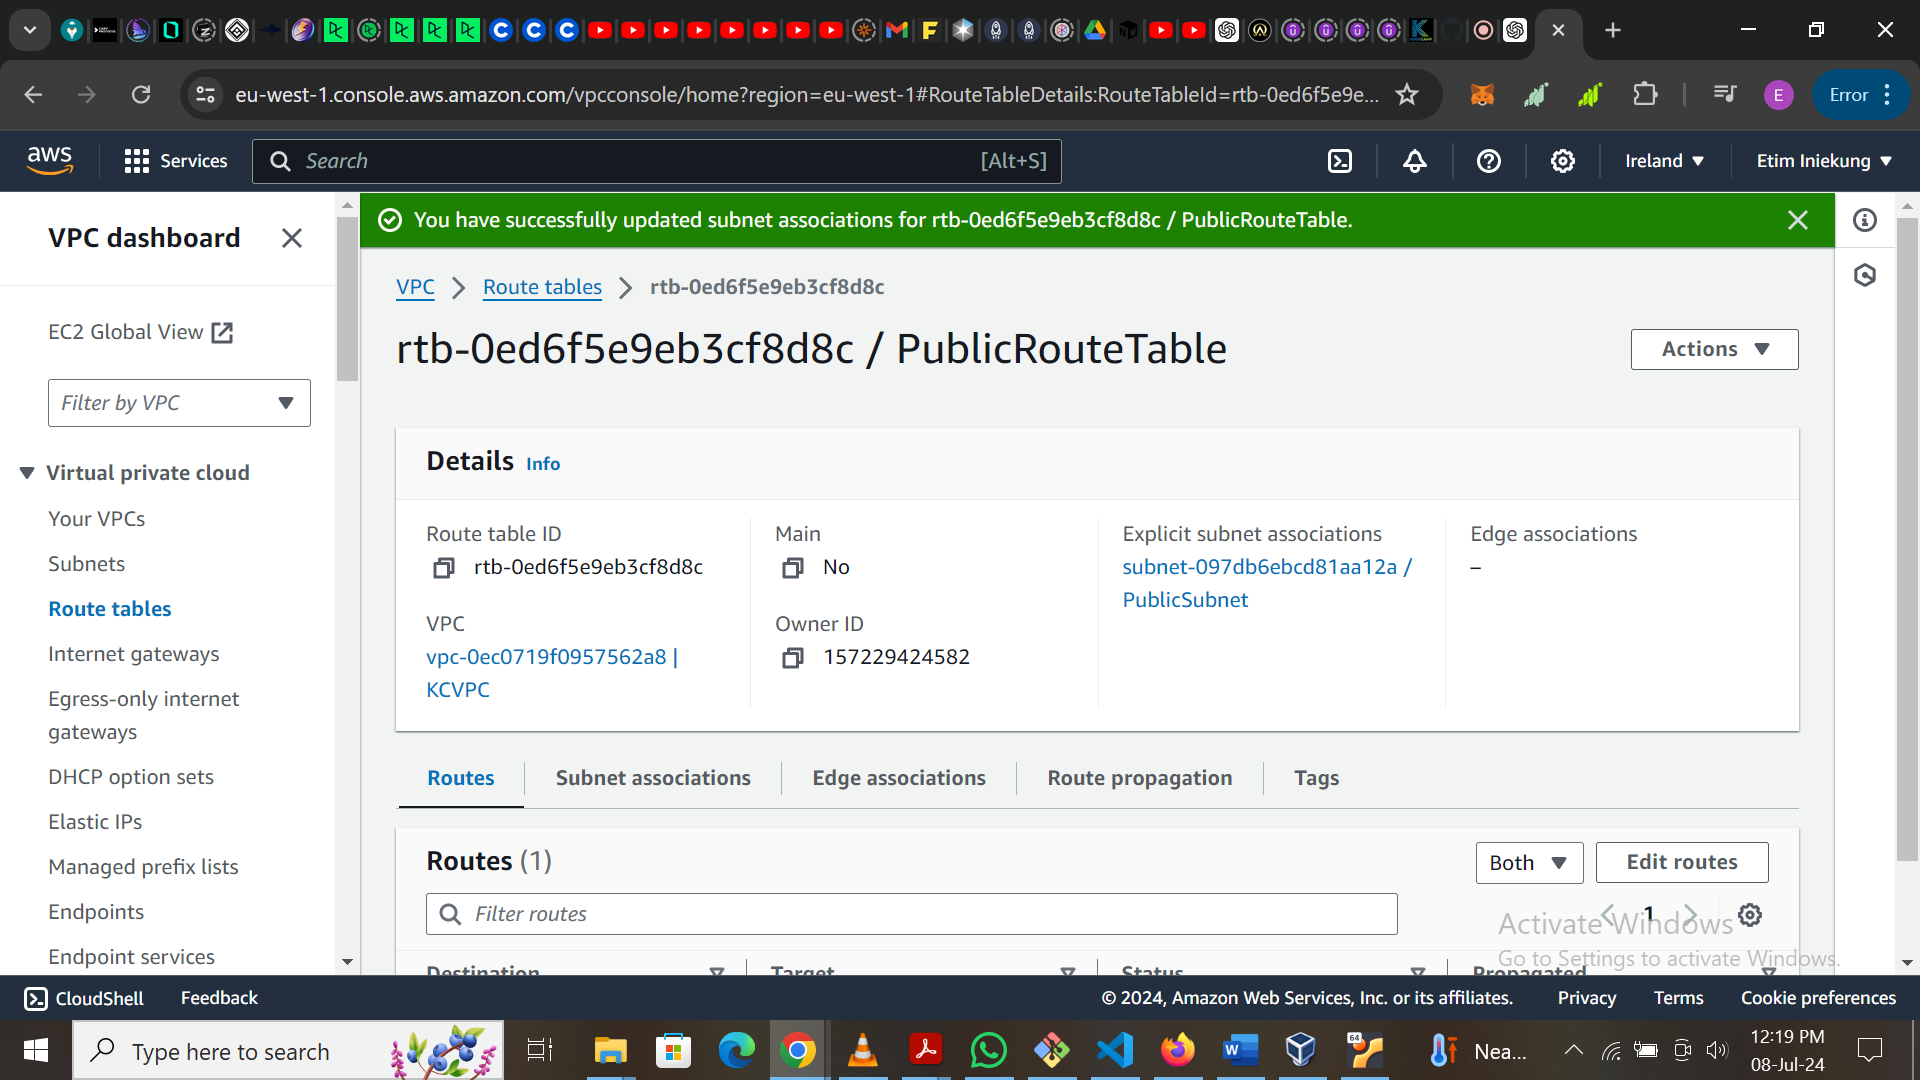 eu-west-1.console.aws.amazon.com/vpcconsole/home?region=eu-west-1#RouteTableDetails:RouteTableId=rtb-0ed6f5e9e...
E
Error
aws
Services
Search
[Alt+S]
Ireland
Etim Iniekung
You have successfully updated subnet associations for rtb-0ed6f5e9eb3cf8d8c / PublicRouteTable.
VPC dashboard
EC2 Global View
Filter by VPC
Virtual private cloud
Your VPCs
Subnets
Route tables
Internet gateways
Egress-only internet
gateways
DHCP option sets
Elastic IPs
Managed prefix lists
Endpoints
Endpoint services
VPC
Route tables
rtb-0ed6f5e9eb3cf8d8c
rtb-0ed6f5e9eb3cf8d8c / PublicRouteTable
Actions
Details Info
Route table ID
rtb-0ed6f5e9eb3cf8d8c
Main
No
Explicit subnet associations
subnet-097db6ebcd81aa12a /
PublicSubnet
Edge associations
–
VPC
vpc-0ec0719f0957562a8 |
KCVPC
Owner ID
157229424582
Routes
Subnet associations
Edge associations
Route propagation
Tags
Routes (1)
Both
Edit routes
Filter routes
1
Destination
Target
Status
Propagated
Activate Windows
Go to Settings to activate Windows.
CloudShell
Feedback
© 2024, Amazon Web Services, Inc. or its affiliates.
Privacy
Terms
Cookie preferences
Type here to search
Nea...
12:19 PM
08-Jul-24